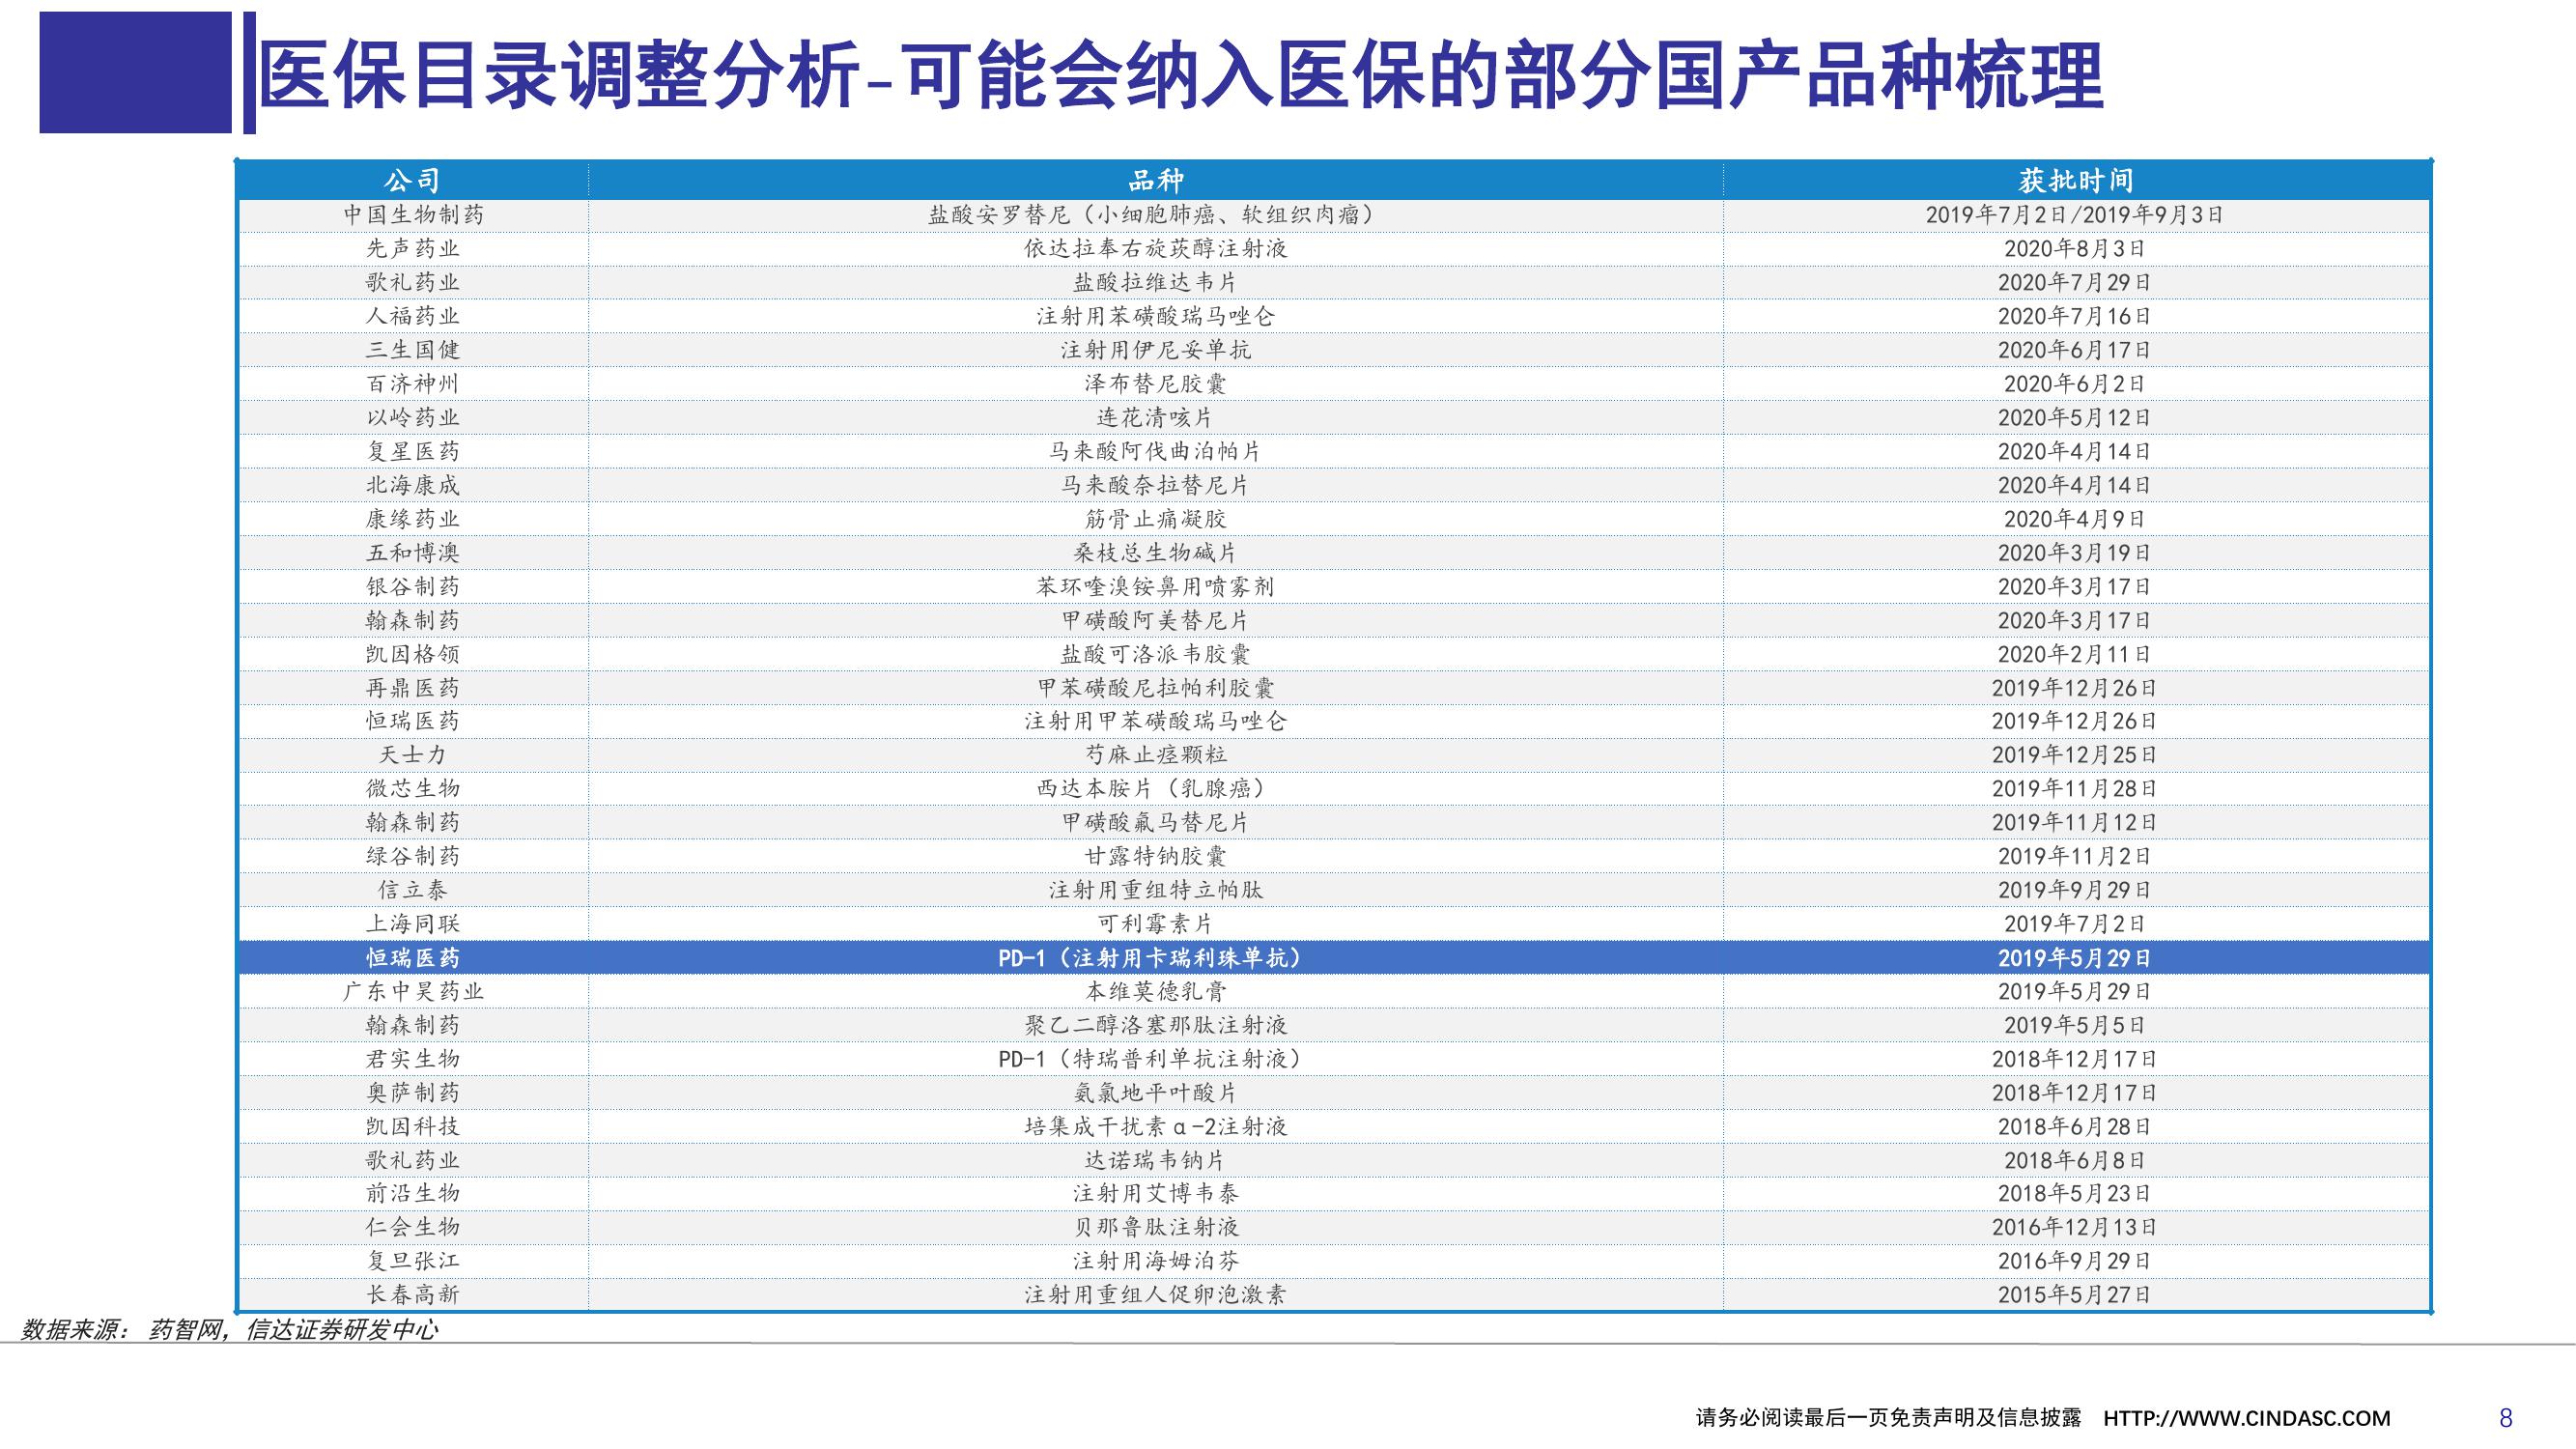 医保目录调整分析-可能会纳入医保的部分国产品种梳理
公司 品种 获批时间
中国生物制药 盐酸安罗替尼（小细胞肺癌、软组织肉瘤） 2019年7月2日/2019年9月3日
先声药业 依达拉奉右旋莰醇注射液 2020年8月3日
歌礼药业 盐酸拉维达韦片 2020年7月29日
人福药业 注射用苯磺酸瑞马唑仑 2020年7月16日
三生国健 注射用伊尼妥单抗 2020年6月17日
百济神州 泽布替尼胶囊 2020年6月2日
以岭药业 连花清咳片 2020年5月12日
复星医药 马来酸阿伐曲泊帕片 2020年4月14日
北海康成 马来酸奈拉替尼片 2020年4月14日
康缘药业 筋骨止痛凝胶 2020年4月9日
五和博澳 桑枝总生物碱片 2020年3月19日
银谷制药 苯环喹溴铵鼻用喷雾剂 2020年3月17日
翰森制药 甲磺酸阿美替尼片 2020年3月17日
凯因格领 盐酸可洛派韦胶囊 2020年2月11日
再鼎医药 甲苯磺酸尼拉帕利胶囊 2019年12月26日
恒瑞医药 注射用甲苯磺酸瑞马唑仑 2019年12月26日
天士力 芍麻止痉颗粒 2019年12月25日
微芯生物 西达本胺片（乳腺癌） 2019年11月28日
翰森制药 甲磺酸氟马替尼片 2019年11月12日
绿谷制药 甘露特钠胶囊 2019年11月2日
信立泰 注射用重组特立帕肽 2019年9月29日
上海同联 可利霉素片 2019年7月2日
恒瑞医药 PD-1（注射用卡瑞利珠单抗） 2019年5月29日
广东中昊药业 本维莫德乳膏 2019年5月29日
翰森制药 聚乙二醇洛塞那肽注射液 2019年5月5日
君实生物 PD-1（特瑞普利单抗注射液） 2018年12月17日
奥萨制药 氨氯地平叶酸片 2018年12月17日
凯因科技 培集成干扰素α-2注射液 2018年6月28日
歌礼药业 达诺瑞韦钠片 2018年6月8日
前沿生物 注射用艾博韦泰 2018年5月23日
仁会生物 贝那鲁肽注射液 2016年12月13日
复旦张江 注射用海姆泊芬 2016年9月29日
长春高新 注射用重组人促卵泡激素 2015年5月27日
数据来源： 药智网，信达证券研发中心
请务必阅读最后一页免责声明及信息披露 HTTP://WWW.CINDASC.COM 8